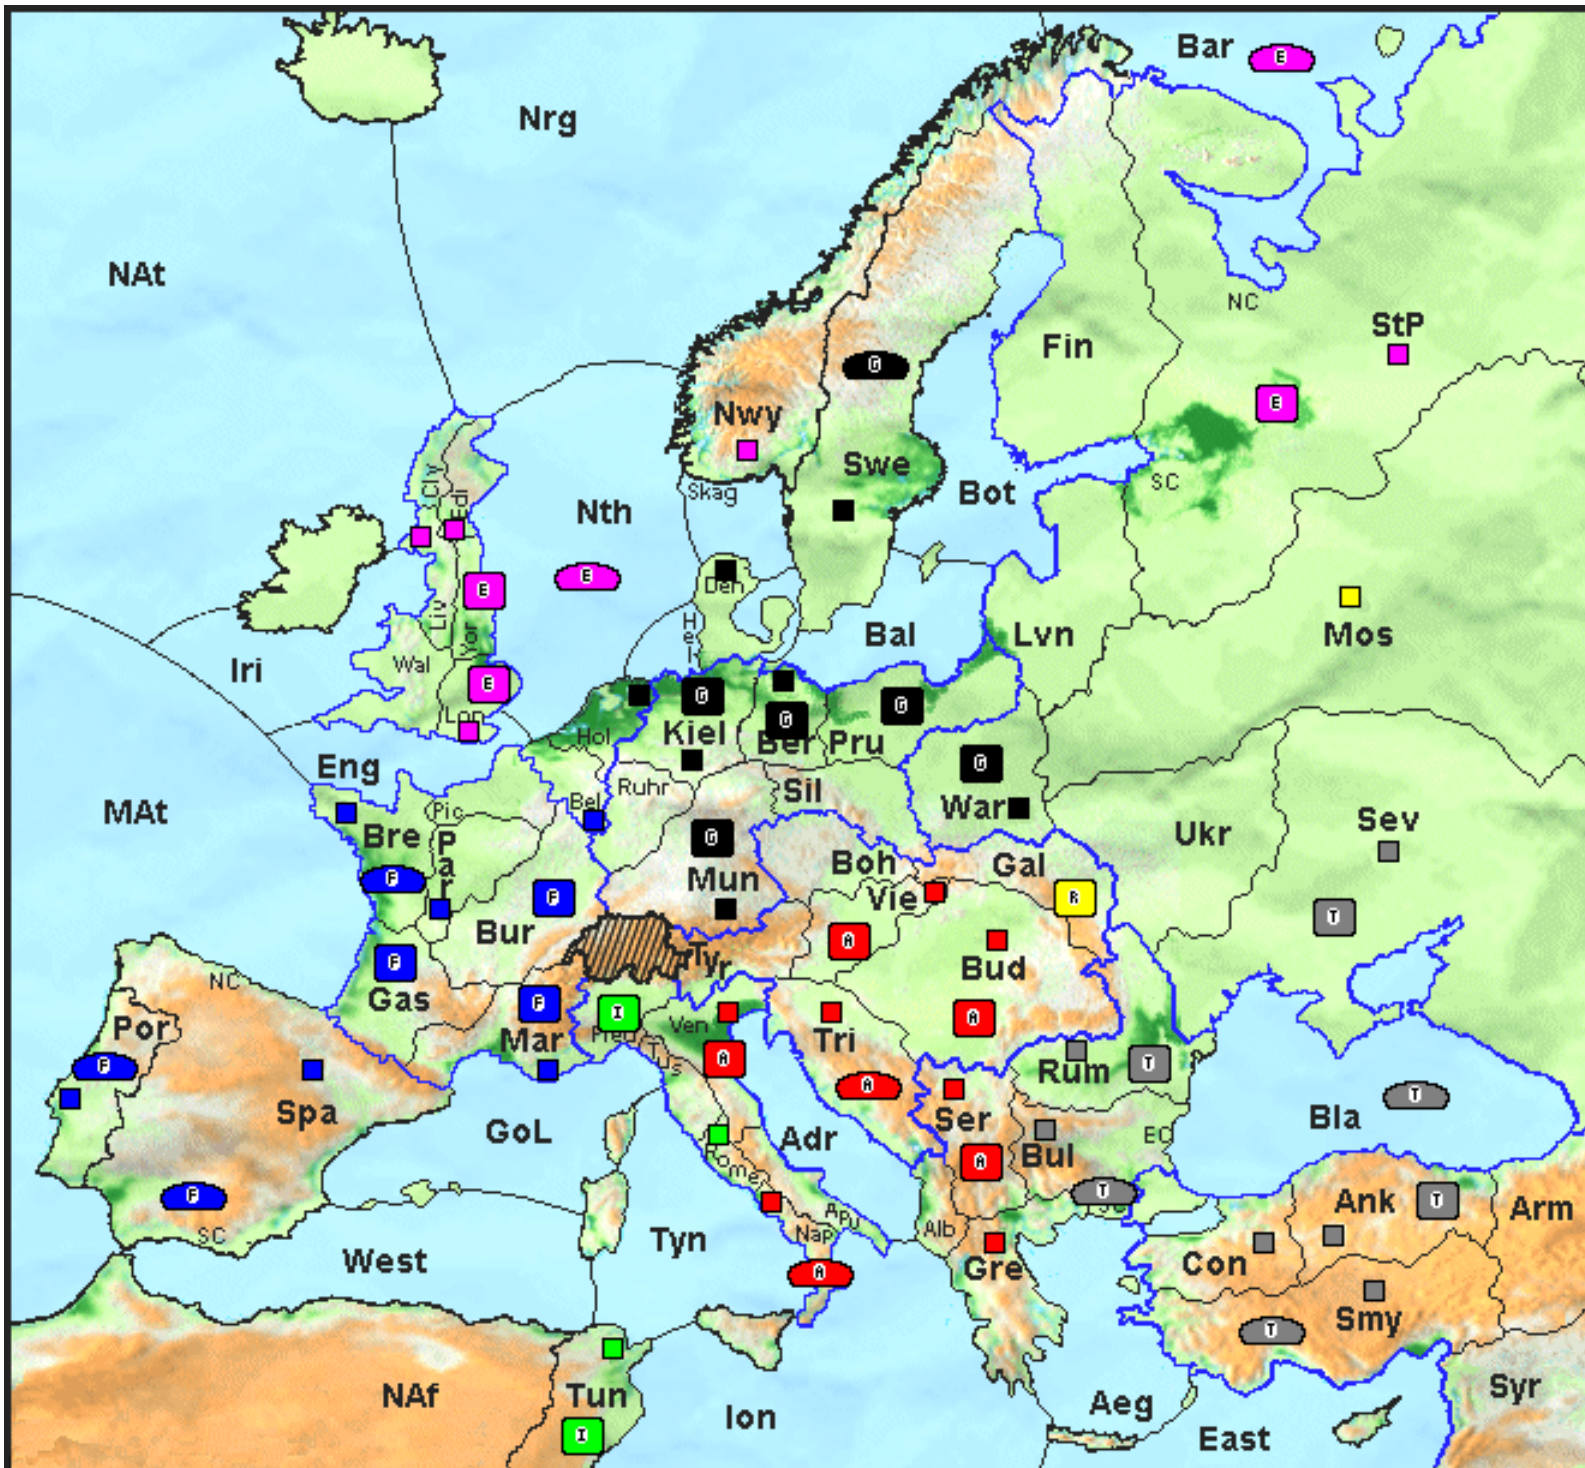 Bar
E
Nrg
NAt
NC
StP
Fin
G
E
Nwy
Swe
Skag
Bot
SC
Cly
Edi
Nth
E
E
Den
Hel
Liv
Yor
Wal
Iri
Bal
Lvn
Mos
E
Lon
G
G
G
Hol
Kiel
Ber
Pru
Eng
G
War
Ruhr
Sil
Bel
Pic
MAt
Bre
Par
G
Boh
Gal
Ukr
Sev
F
F
Mun
Vie
R
T
Bur
A
Bud
Tyr
F
Gas
NC
Por
F
Mar
I
Pied
Ven
Tus
Tri
A
A
Rum
T
F
Spa
A
Ser
Bla
T
GoL
Adr
Bul
EC
Rome
A
F
SC
T
SC
Ank
T
Arm
Apu
Nap
Alb
Tyn
West
A
Gre
Con
Smy
T
NAf
Tun
I
Ion
Aeg
East
Syr